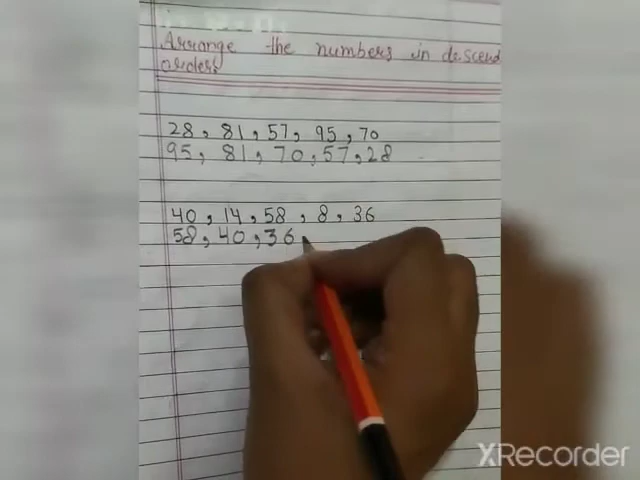 Arrange the numbers in descend
orders
28, 81, 57, 95, 70
95, 81, 70, 57, 28
40, 14, 58, 8, 36
58, 40, 36
XRecorder